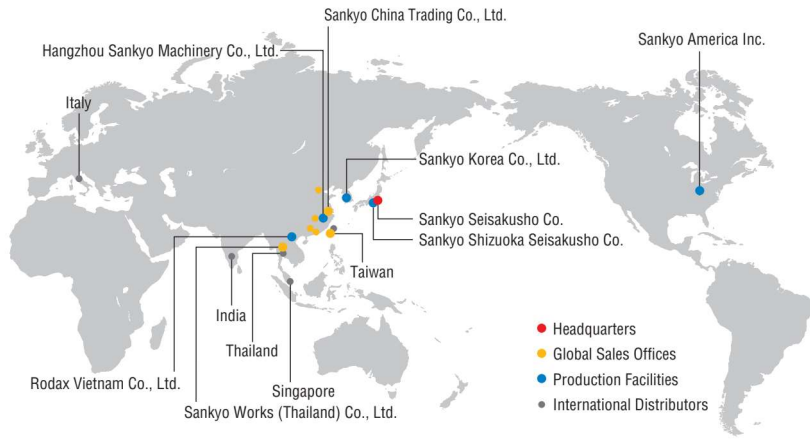 Sankyo China Trading Co., Ltd.
Hangzhou Sankyo Machinery Co., Ltd.
Sankyo America Inc.
Italy
Sankyo Korea Co., Ltd.
Sankyo Seisakusho Co.
Sankyo Shizuoka Seisakusho Co.
Taiwan
India
Thailand
Rodax Vietnam Co., Ltd.
Singapore
Sankyo Works (Thailand) Co., Ltd.
Headquarters
Global Sales Offices
Production Facilities
International Distributors